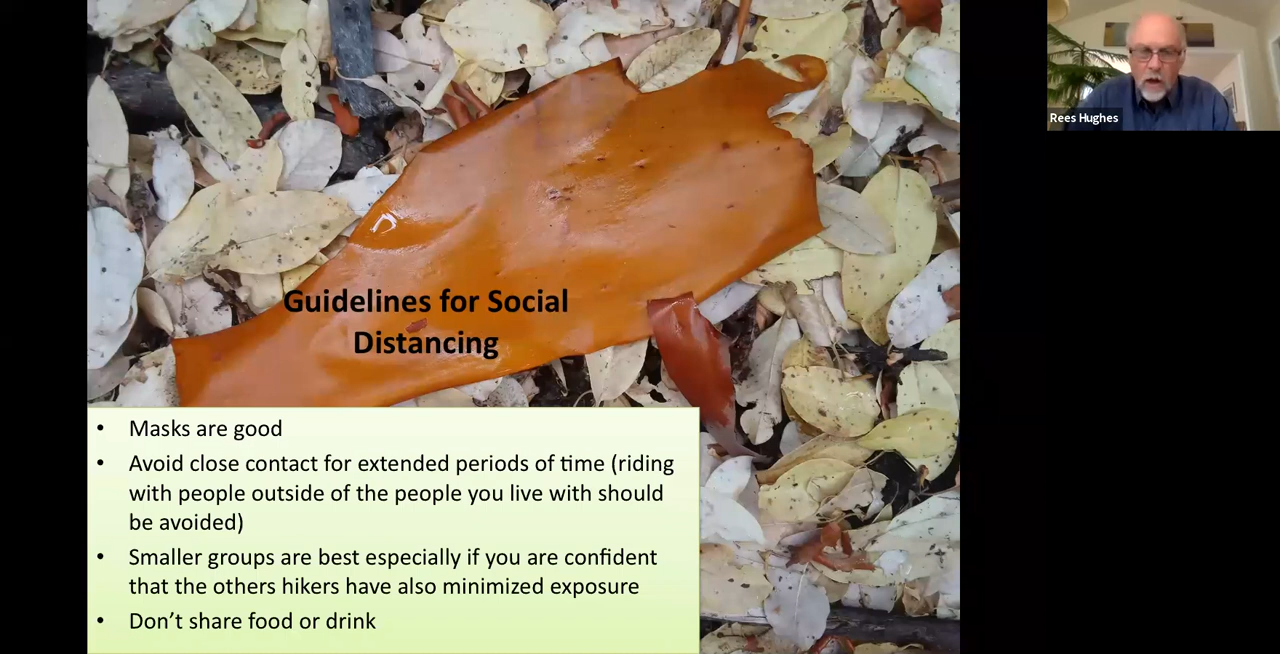 Rees Hughes
Guidelines for Social
Distancing
• Masks are good
• Avoid close contact for extended periods of time (riding
with people outside of the people you live with should
be avoided)
• Smaller groups are best especially if you are confident
that the others hikers have also minimized exposure
• Don’t share food or drink